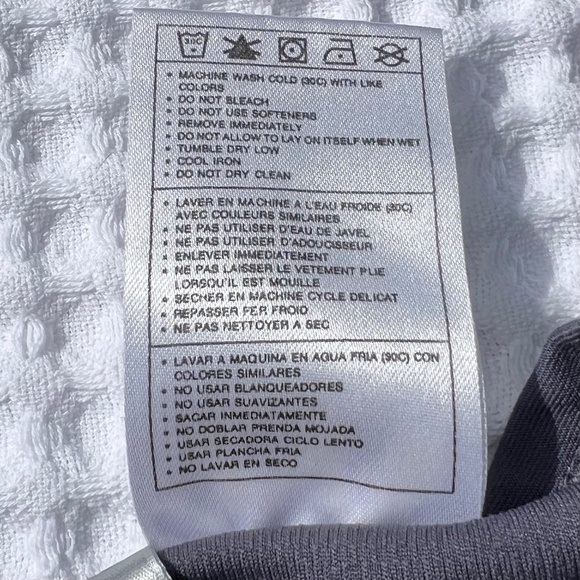 30C
• MACHINE WASH COLD (30C) WITH LIKE
COLORS
• DO NOT BLEACH
• DO NOT USE SOFTENERS
• REMOVE IMMEDIATELY
• DO NOT ALLOW TO LAY ON ITSELF WHEN WET
• TUMBLE DRY LOW
• COOL IRON
• DO NOT DRY CLEAN
• LAVER EN MACHINE A L'EAU FROIDE (30C)
AVEC COULEURS SIMILAIRES
• NE PAS UTILISER D'EAU DE JAVEL
• NE PAS UTILISER D'ADOUCISSEUR
• ENLEVER IMMEDIATEMENT
• NE PAS LAISSER LE VETEMENT PLIE
LORSQU'IL EST MOUILLE
• SECHER EN MACHINE CYCLE DELICAT
• REPASSER FER FROID
• NE PAS NETTOYER A SEC
• LAVAR A MAQUINA EN AGUA FRIA (30C) CON
COLORES SIMILARES
• NO USAR BLANQUEADORES
• NO USAR SUAVIZANTES
• SACAR INMEDIATAMENTE
• NO DOBLAR PRENDA MOJADA
• USAR SECADORA CICLO LENTO
• USAR PLANCHA FRIA
• NO LAVAR EN SECO